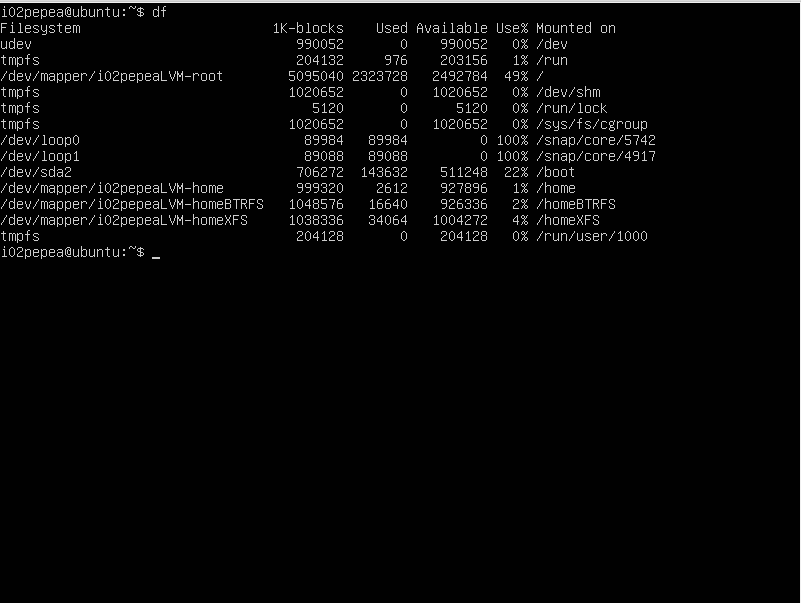 i02pepea@ubuntu:~$ df
Filesystem                        1K-blocks    Used Available Use% Mounted on
udev                                 990052       0    990052   0% /dev
tmpfs                                204132     976    203156   1% /run
/dev/mapper/i02pepeaLVM-root        5095040 2323728   2492784  49% /
tmpfs                               1020652       0   1020652   0% /dev/shm
tmpfs                                  5120       0      5120   0% /run/lock
tmpfs                               1020652       0   1020652   0% /sys/fs/cgroup
/dev/loop0                            89984   89984         0 100% /snap/core/5742
/dev/loop1                            89088   89088         0 100% /snap/core/4917
/dev/sda2                            706272  143632    511248  22% /boot
/dev/mapper/i02pepeaLVM-home         999320    2612    927896   1% /home
/dev/mapper/i02pepeaLVM-homeBTRFS   1048576   16640    926336   2% /homeBTRFS
/dev/mapper/i02pepeaLVM-homeXFS     1038336   34064   1004272   4% /homeXFS
tmpfs                                204128       0    204128   0% /run/user/1000
i02pepea@ubuntu:~$ _